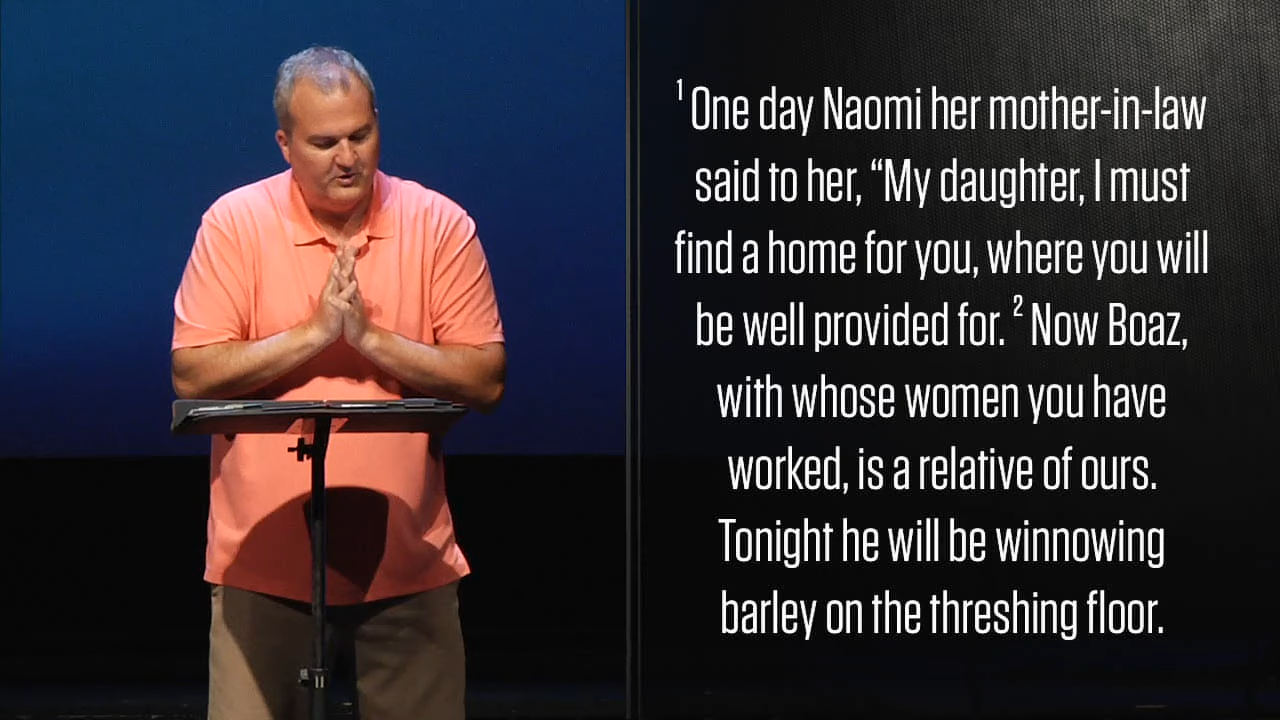 ¹ One day Naomi her mother-in-law
said to her, “My daughter, I must
find a home for you, where you will
be well provided for. ² Now Boaz,
with whose women you have
worked, is a relative of ours.
Tonight he will be winnowing
barley on the threshing floor.